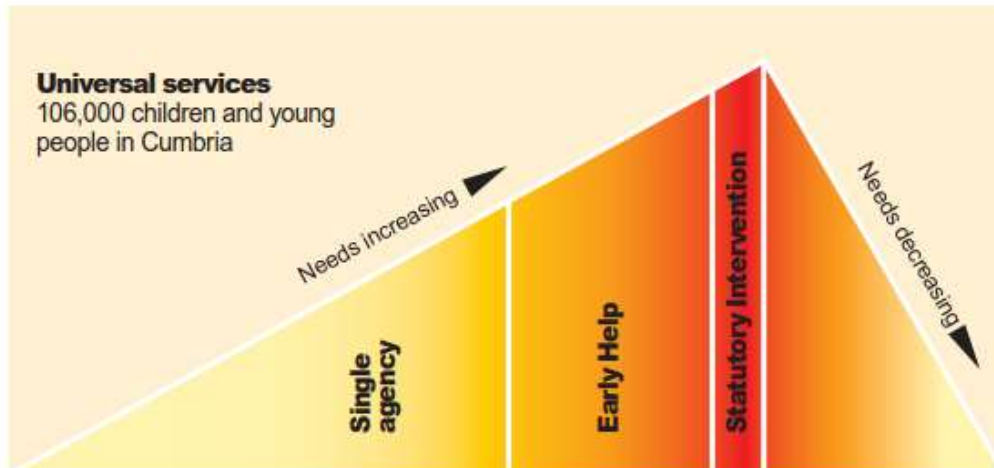 Universal services
106,000 children and young
people in Cumbria
Needs increasing
Single
agency
Early Help
Statutory Intervention
Needs decreasing